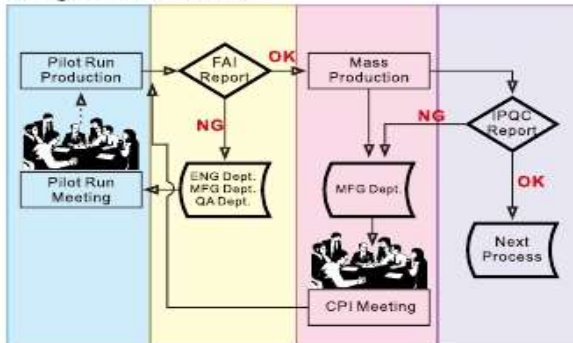 Pilot Run
Production
FAI
Report
OK
Mass
Production
NG
IPQC
Report
NG
OK
ENG Dept.
MFG Dept.
QA Dept.
Pilot Run
Meeting
MFG Dept.
Next
Process
CPI Meeting